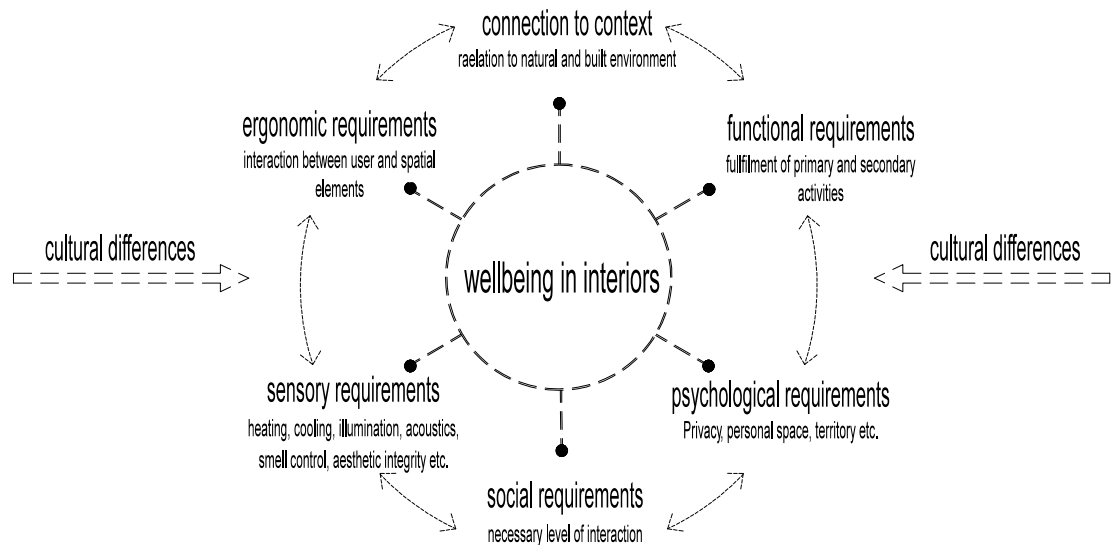 connection to context
raelation to natural and built environment
ergonomic requirements
interaction between user and spatial
elements
functional requirements
fullfilment of primary and secondary
activities
cultural differences
wellbeing in interiors
cultural differences
sensory requirements
heating, cooling, illumination, acoustics,
smell control, aesthetic integrity etc.
psychological requirements
Privacy, personal space, territory etc.
social requirements
necessary level of interaction